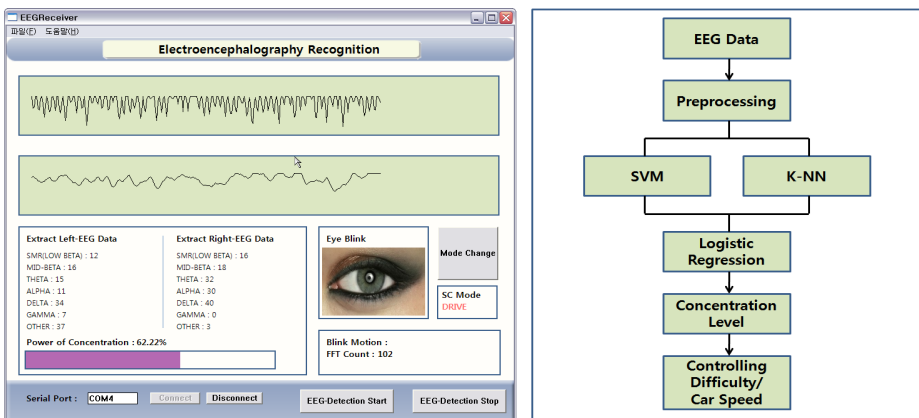 EEGReceiver
파일(F) 도움말(H)
Electroencephalography Recognition
Extract Left-EEG Data
SMR(LOW BETA) : 12
MID-BETA : 16
THETA : 15
ALPHA : 11
DELTA : 34
GAMMA : 7
OTHER : 37
Extract Right-EEG Data
SMR(LOW BETA) : 16
MID-BETA : 18
THETA : 32
ALPHA : 30
DELTA : 40
GAMMA : 0
OTHER : 3
Power of Concentration : 62.22%
Eye Blink
Mode Change
SC Mode
DRIVE
Blink Motion :
FFT Count : 102
Serial Port :
COM4
Connect
Disconnect
EEG-Detection Start
EEG-Detection Stop
EEG Data
Preprocessing
SVM
K-NN
Logistic
Regression
Concentration
Level
Controlling
Difficulty/
Car Speed